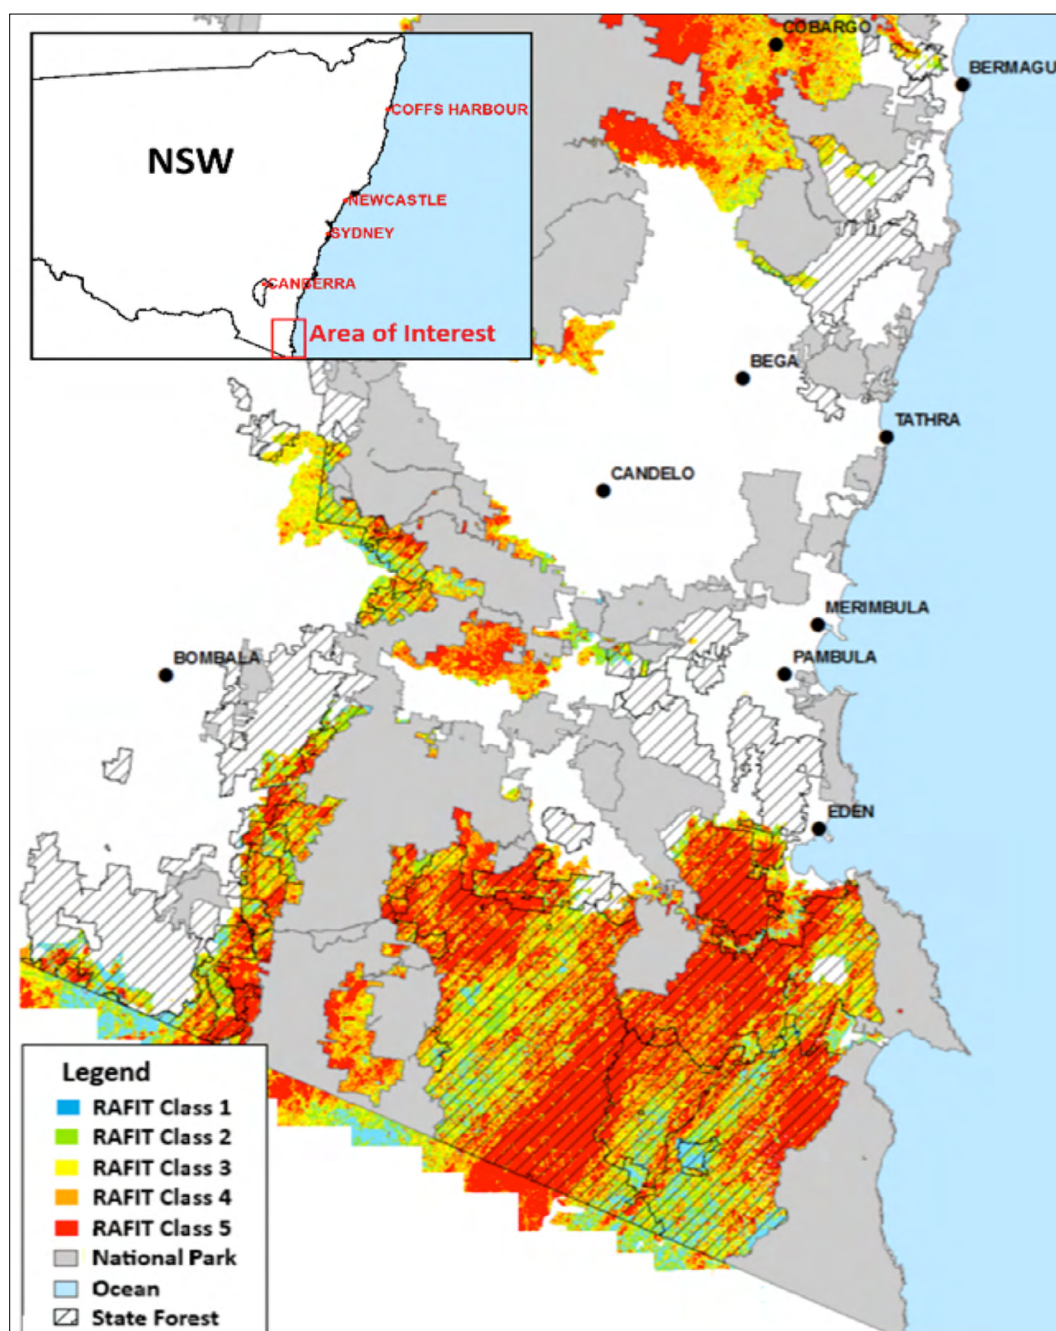 COBARGO
BERMAGU
COFFS HARBOUR
NSW
NEWCASTLE
SYDNEY
CANBERRA
Area of Interest
BEGA
TATHRA
CANDELO
MERIMBULA
BOMBALA
PAMBULA
EDEN
Legend
RAFIT Class 1
RAFIT Class 2
RAFIT Class 3
RAFIT Class 4
RAFIT Class 5
National Park
Ocean
State Forest